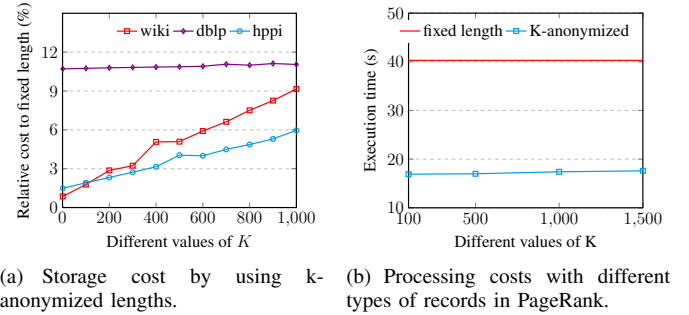 Relative cost to fixed length (%)
15
12
9
6
3
0
wiki dblp hppi
0 200 400 600 800 1,000
Different values of K
Execution time (s)
50
40
30
20
10
fixed length K-anonymized
100 500 1,000 1,500
Different values of K
(a) Storage cost by using k-
anonymized lengths.
(b) Processing costs with different
types of records in PageRank.